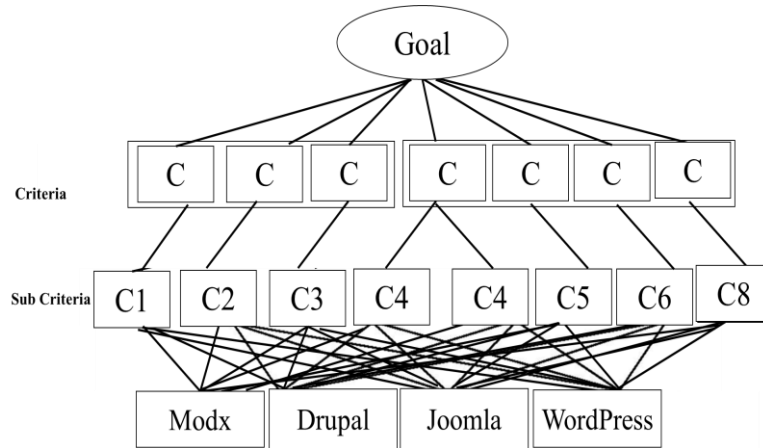 Goal
C C C C C C C
Criteria
Sub Criteria C1 C2 C3 C4 C4 C5 C6 C8
Modx Drupal Joomla WordPress